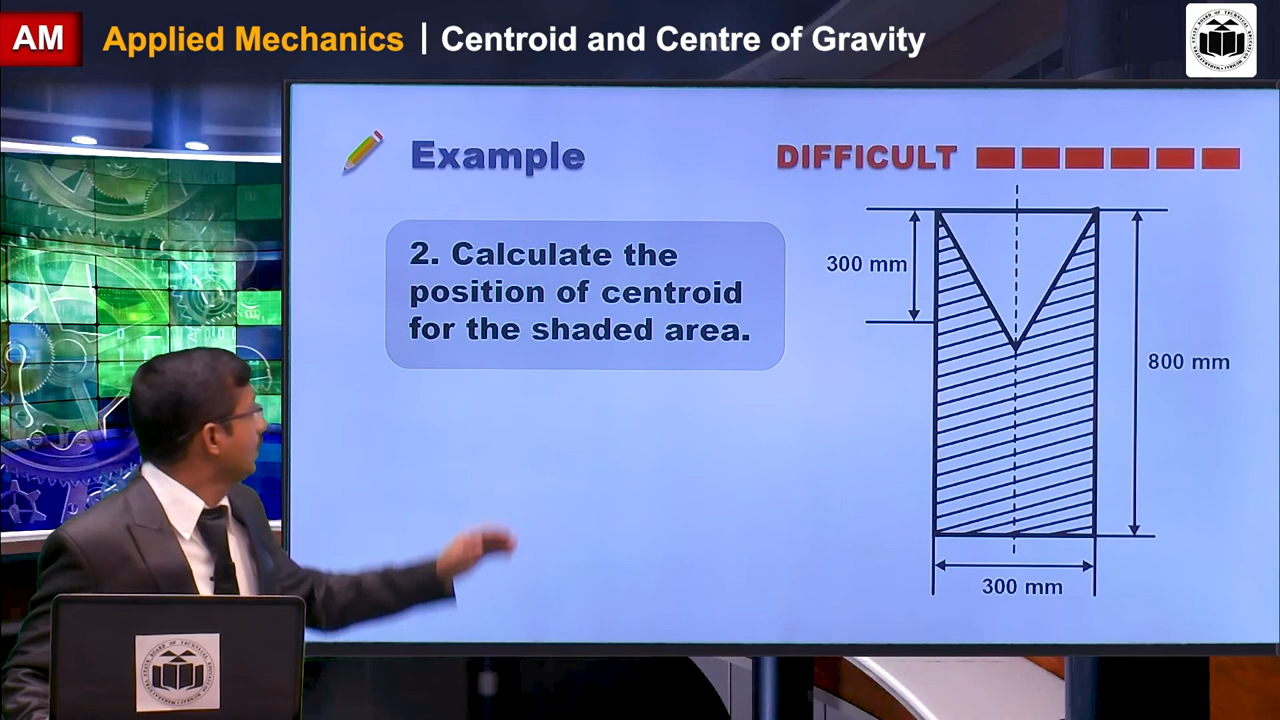 AM Applied Mechanics | Centroid and Centre of Gravity
Example
DIFFICULT
2. Calculate the
position of centroid
for the shaded area.
300 mm
800 mm
300 mm